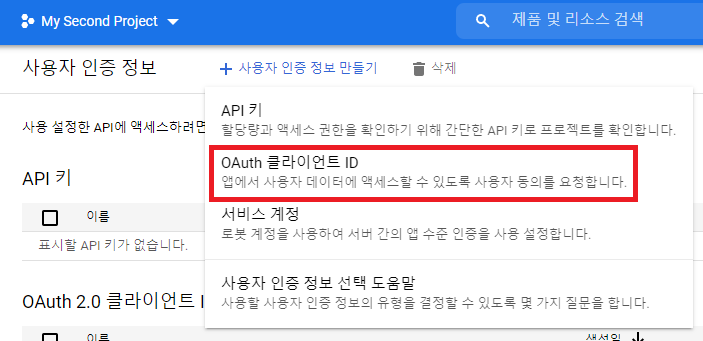 My Second Project
제품 및 리소스 검색
사용자 인증 정보
+ 사용자 인증 정보 만들기
삭제
사용 설정한 API에 액세스하려면
API 키
할당량과 액세스 권한을 확인하기 위해 간단한 API 키로 프로젝트를 확인합니다.
OAuth 클라이언트 ID
앱에서 사용자 데이터에 액세스할 수 있도록 사용자 동의를 요청합니다.
서비스 계정
로봇 계정을 사용하여 서버 간의 앱 수준 인증을 사용 설정합니다.
사용자 인증 정보 선택 도움말
사용할 사용자 인증 정보의 유형을 결정할 수 있도록 몇 가지 질문을 합니다.
API 키
이름
표시할 API 키가 없습니다.
OAuth 2.0 클라이언트 I
이름
생성일